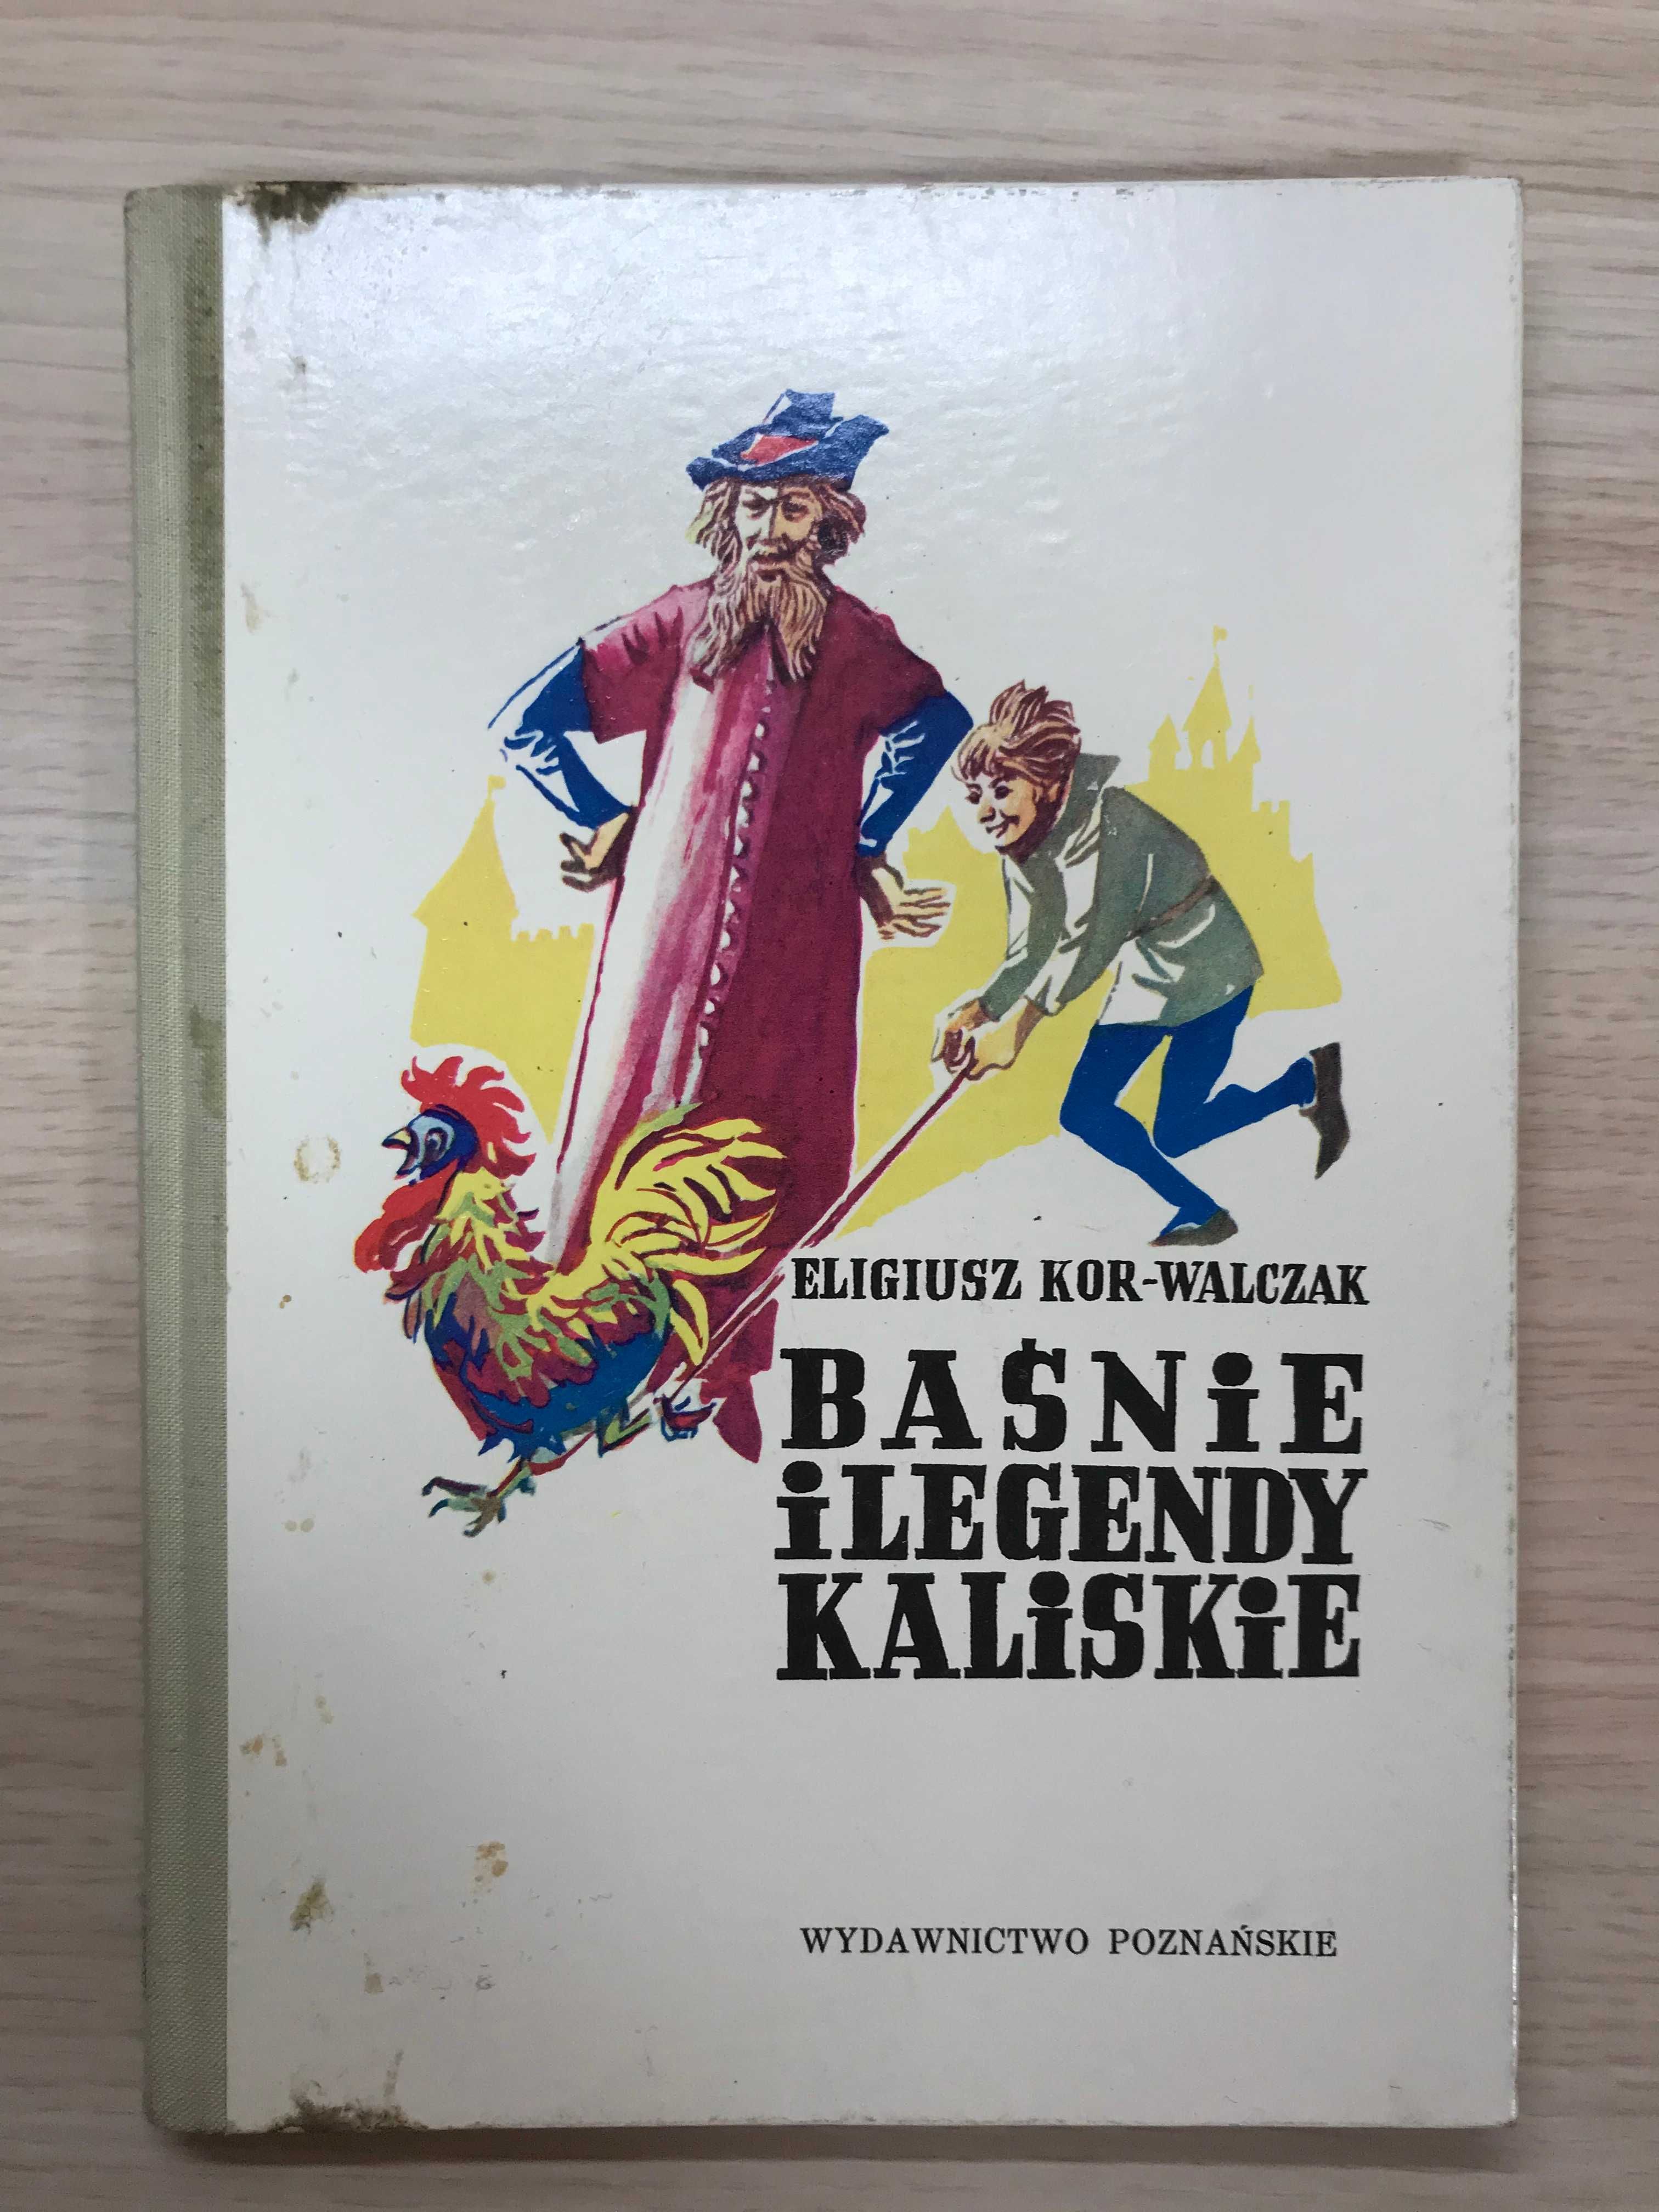 ELIGIUSZ KOR-WALCZAK
BAŚNiE
i LEGENDY
KALiSKiE
WYDAWNICTWO POZNAŃSKIE